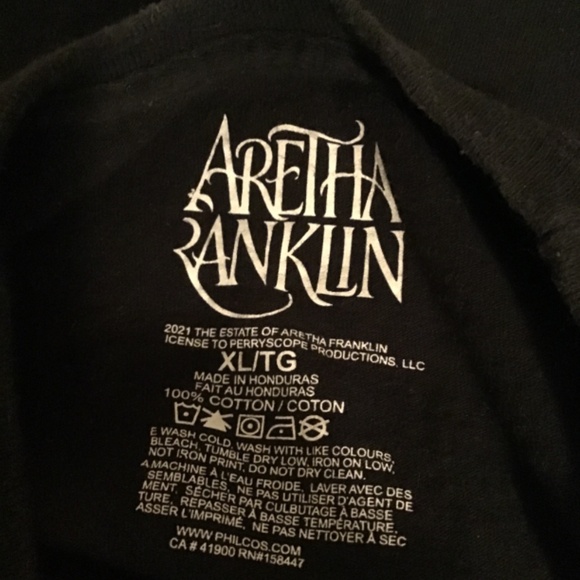 ARETHA
RANKLIN
2021 THE ESTATE OF ARETHA FRANKLIN
ICENSE TO PERRYSCOPE PRODUCTIONS, LLC
XL/TG
MADE IN HONDURAS
FAIT AU HONDURAS
100% COTTON / COTON
E WASH COLD, WASH WITH LIKE COLOURS,
BLEACH, TUMBLE DRY LOW, IRON ON LOW,
NOT IRON PRINT, DO NOT DRY CLEAN.
A MACHINE À L'EAU FROIDE, LAVER AVEC DES
SEMBLABLES, NE PAS UTILISER D'AGENT DE
MENT, SÉCHER PAR CULBUTAGE À BASSE
TURE, REPASSER À BASSE TEMPÉRATURE,
ASSER L'IMPRIMÉ, NE PAS NETTOYER À SEC
WWW.PHILCOS.COM
CA # 41900 RN#158447